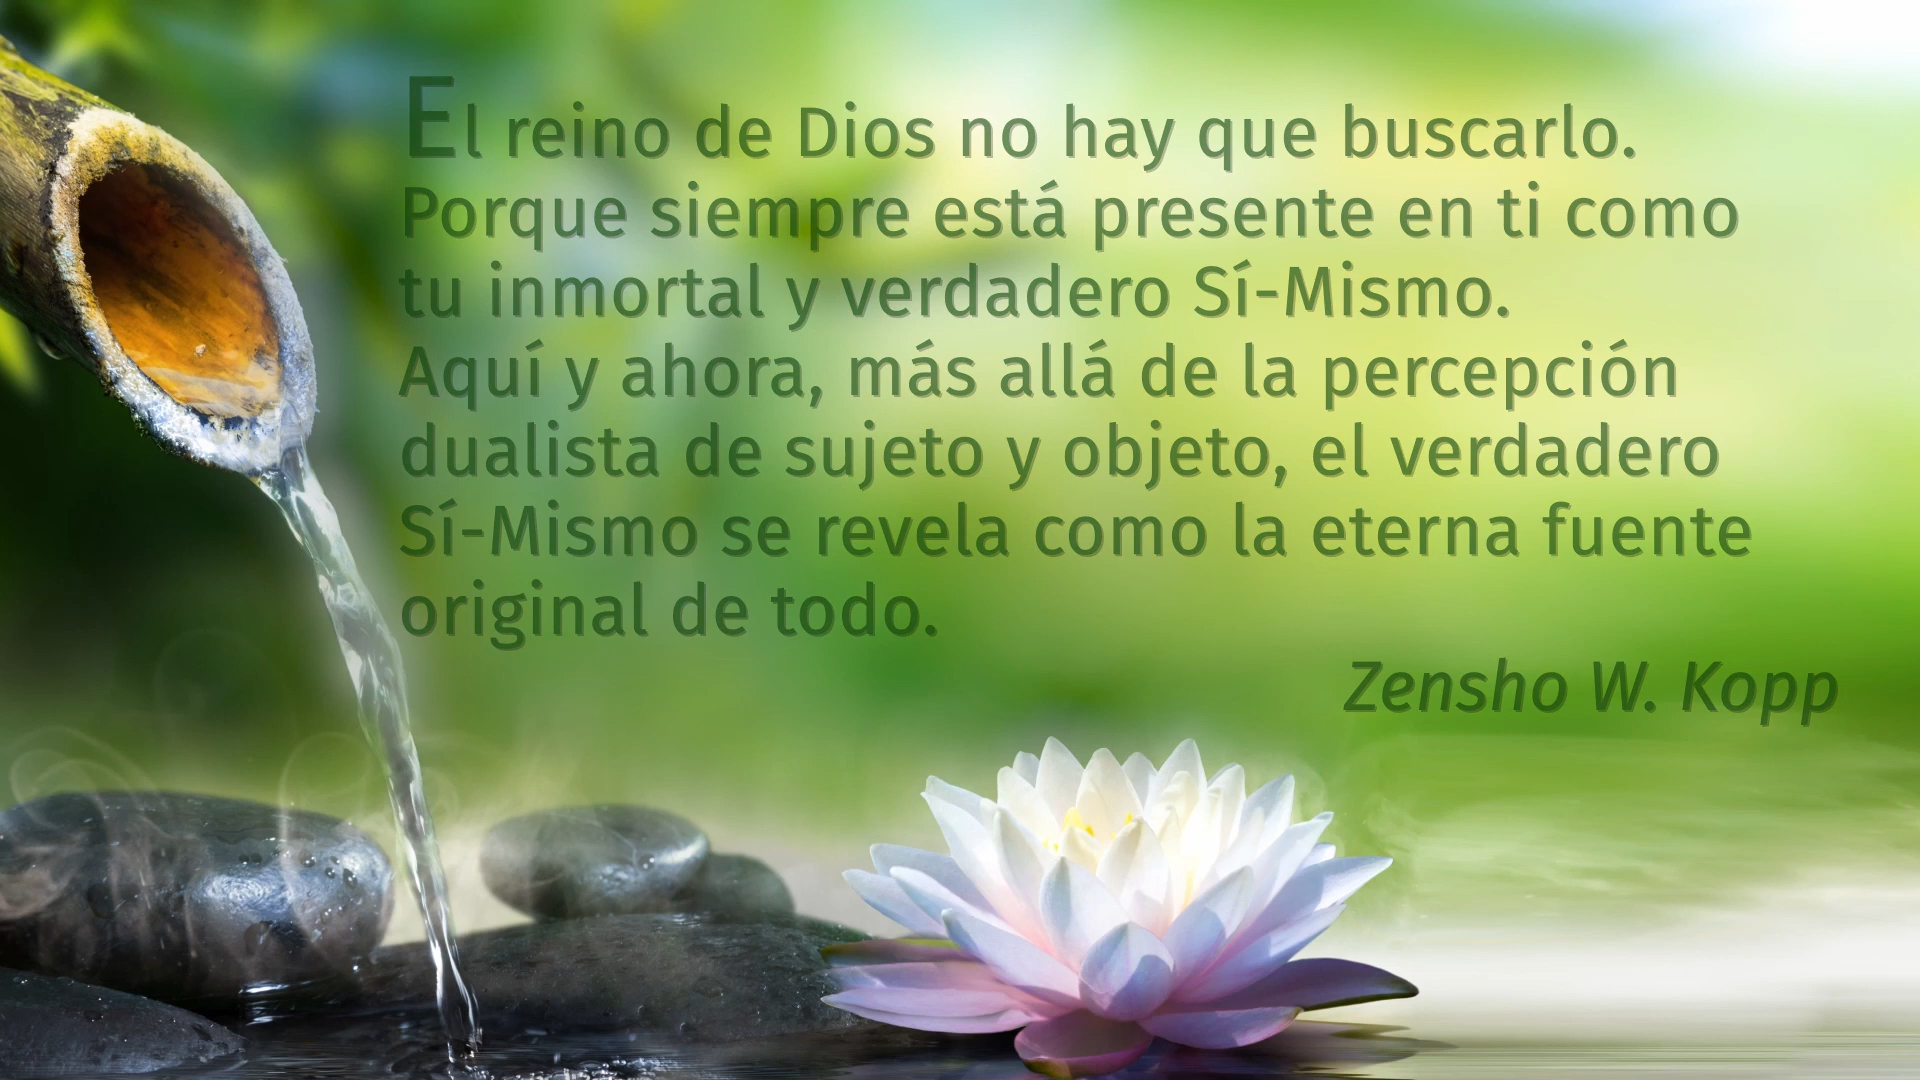 El reino de Dios no hay que buscarlo.
Porque siempre está presente en ti como
tu inmortal y verdadero Sí-Mismo.
Aquí y ahora, más allá de la percepción
dualista de sujeto y objeto, el verdadero
Sí-Mismo se revela como la eterna fuente
original de todo.
Zensho W. Kopp